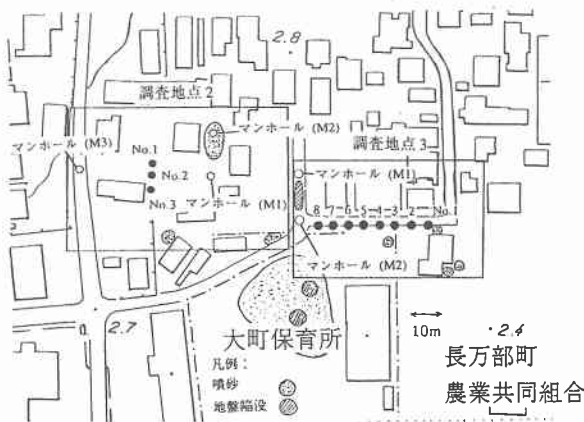 2.8
調査地点2
マンホール (M2)
調査地点3
マンホール (M3)
No.1
No.2
No.3
マンホール (M1)
マンホール (M1)
8 7 6 5 4 3 2 No.1
マンホール (M2)
2.7
大町保育所
10m
2.4
長万部町
農業共同組合
凡例:
噴砂
地盤陥没